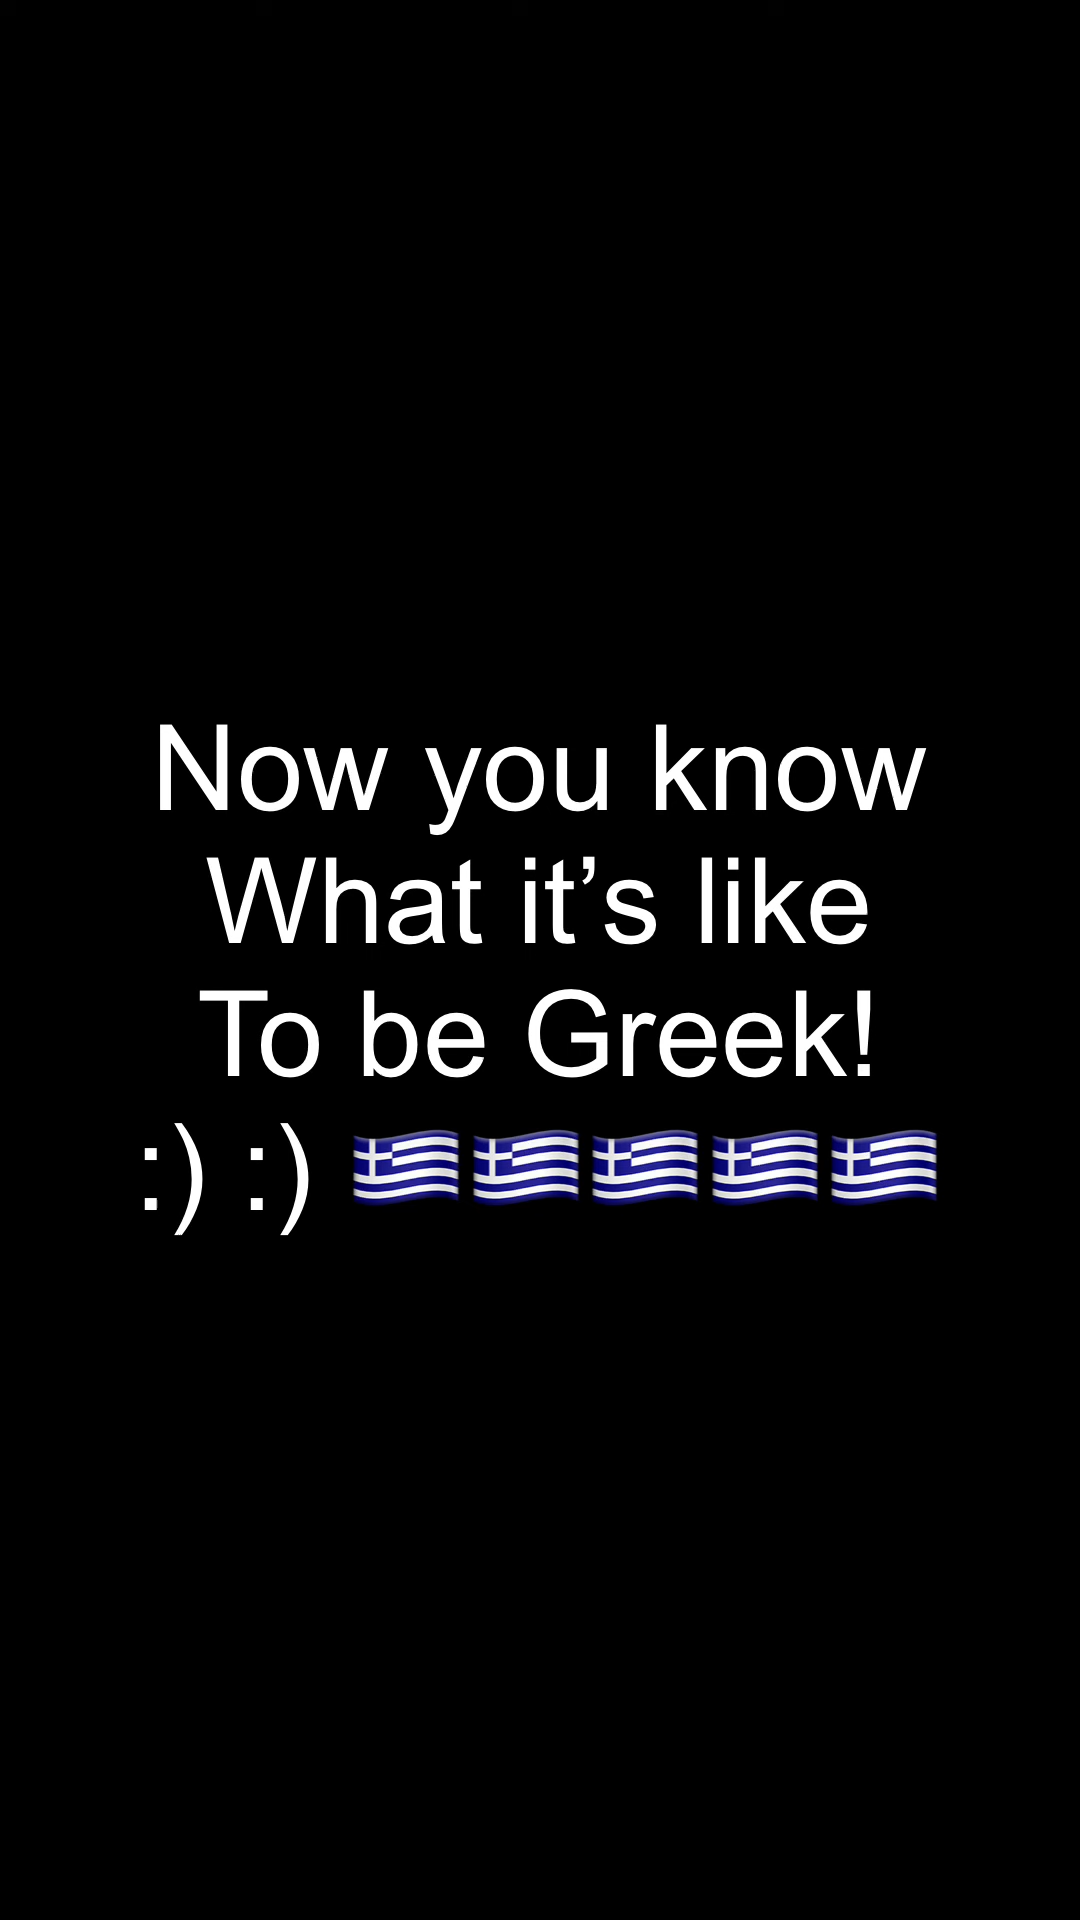 Now you know
What it’s like
To be Greek!
:) :) 🇬🇷🇬🇷🇬🇷🇬🇷🇬🇷